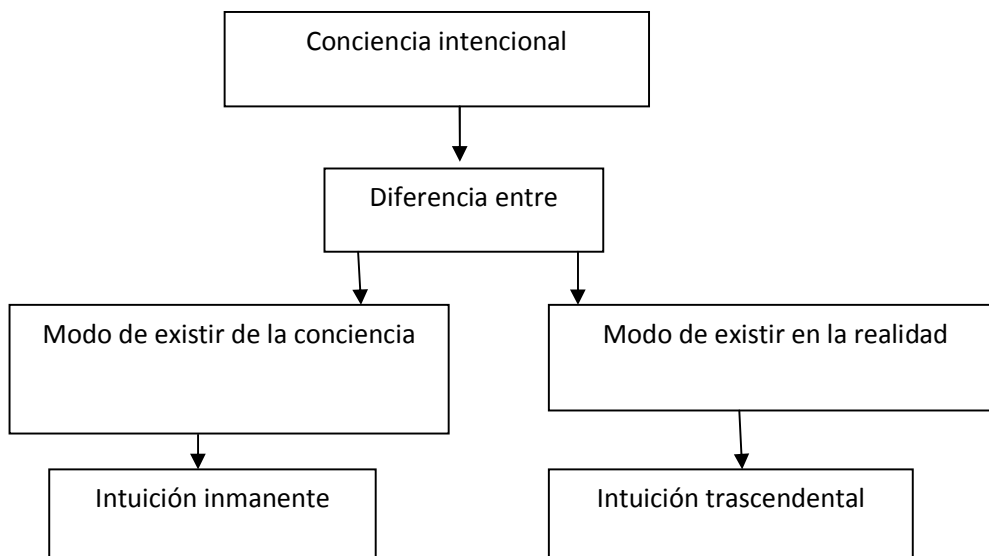 Conciencia intencional
Diferencia entre
Modo de existir de la conciencia
Modo de existir en la realidad
Intuición inmanente
Intuición trascendental